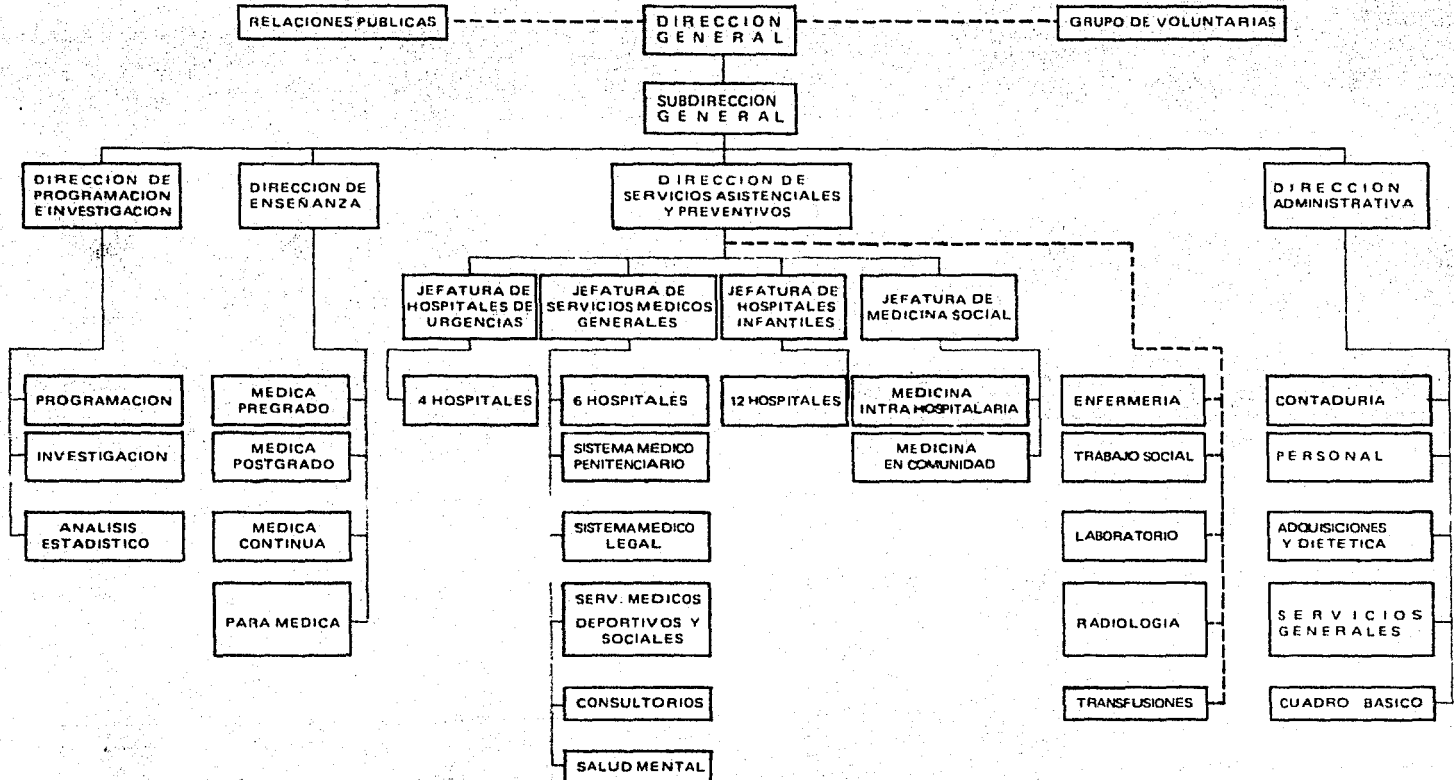 RELACIONES PUBLICAS
DIRECCION
GENERAL
GRUPO DE VOLUNTARIAS
SUBDIRECCION
GENERAL
DIRECCION DE
PROGRAMACION
E INVESTIGACION
DIRECCION DE
ENSEÑANZA
DIRECCION DE
SERVICIOS ASISTENCIALES
Y PREVENTIVOS
DIRECCION
ADMINISTRATIVA
JEFATURA DE
HOSPITALES DE
URGENCIAS
JEFATURA DE
SERVICIOS MEDICOS
GENERALES
JEFATURA DE
HOSPITALES
INFANTILES
JEFATURA DE
MEDICINA SOCIAL
PROGRAMACION
INVESTIGACION
ANALISIS
ESTADISTICO
MEDICA
PREGRADO
MEDICA
POSTGRADO
MEDICA
CONTINUA
PARA MEDICA
4 HOSPITALES
6 HOSPITALES
SISTEMA MEDICO
PENITENCIARIO
SISTEMA MEDICO
LEGAL
SERV. MEDICOS
DEPORTIVOS Y
SOCIALES
CONSULTORIOS
SALUD MENTAL
12 HOSPITALES
MEDICINA
INTRA HOSPITALARIA
MEDICINA
EN COMUNIDAD
ENFERMERIA
TRABAJO SOCIAL
LABORATORIO
RADIOLOGIA
TRANSFUSIONES
CONTADURIA
PERSONAL
ADQUISICIONES
Y DIETETICA
SERVICIOS
GENERALES
CUADRO BASICO